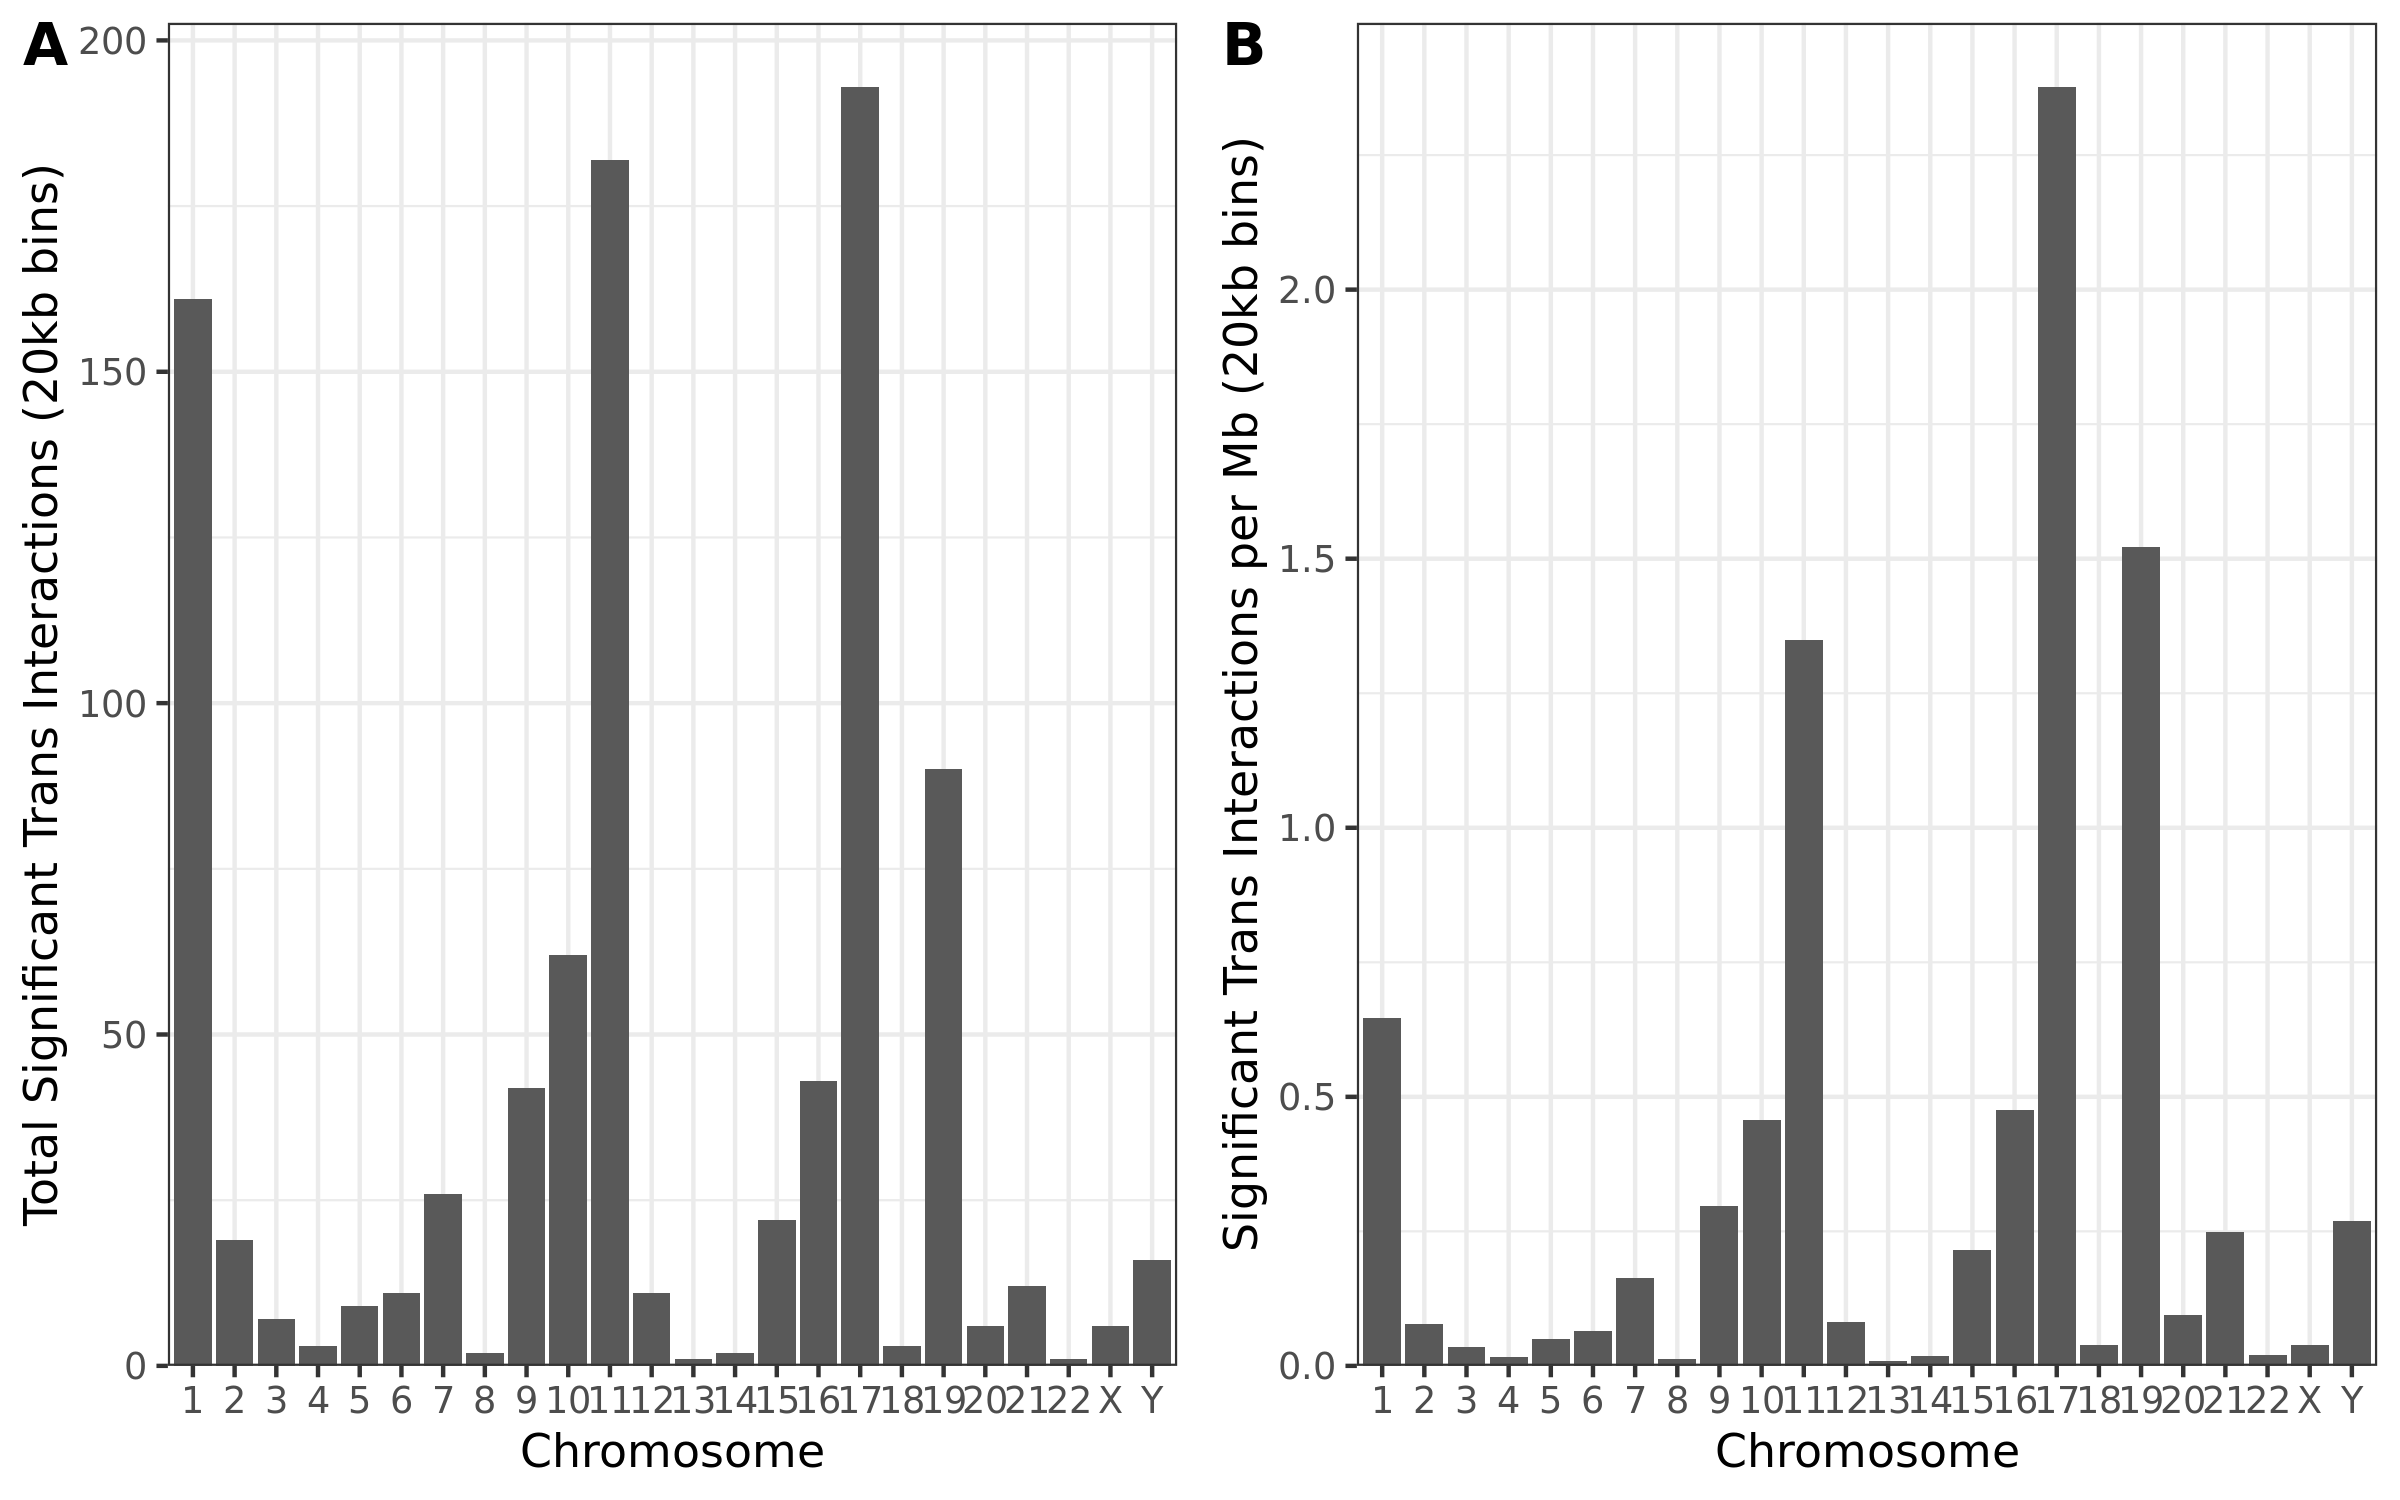 A
Total Significant Trans Interactions (20kb bins)
200
150
100
50
0
1 2 3 4 5 6 7 8 9 10 11 12 13 14 15 16 17 18 19 20 21 22 X Y
Chromosome
B
Significant Trans Interactions per Mb (20kb bins)
2.0
1.5
1.0
0.5
0.0
1 2 3 4 5 6 7 8 9 10 11 12 13 14 15 16 17 18 19 20 21 22 X Y
Chromosome